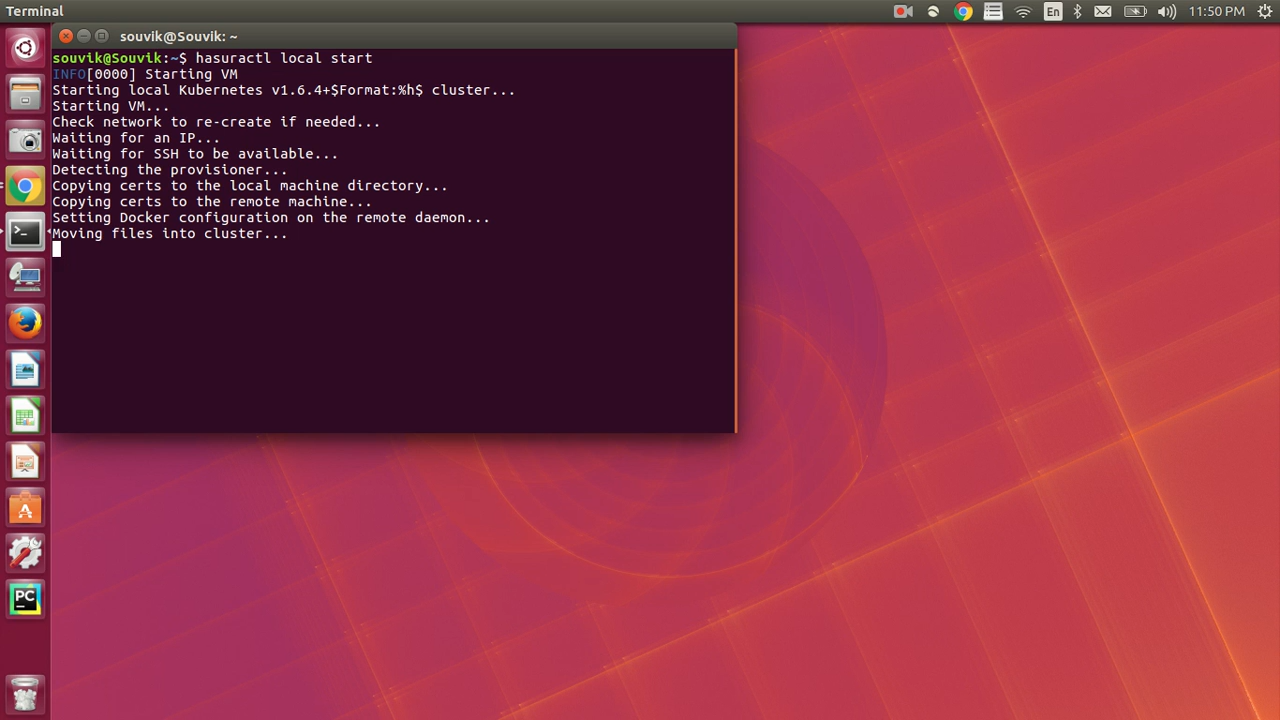 Terminal
En
11:50 PM
souvik@Souvik: ~
souvik@Souvik:~$ hasuractl local start
INFO[0000] Starting VM
Starting local Kubernetes v1.6.4+$Format:%h$ cluster...
Starting VM...
Check network to re-create if needed...
Waiting for an IP...
Waiting for SSH to be available...
Detecting the provisioner...
Copying certs to the local machine directory...
Copying certs to the remote machine...
Setting Docker configuration on the remote daemon...
Moving files into cluster...
PC